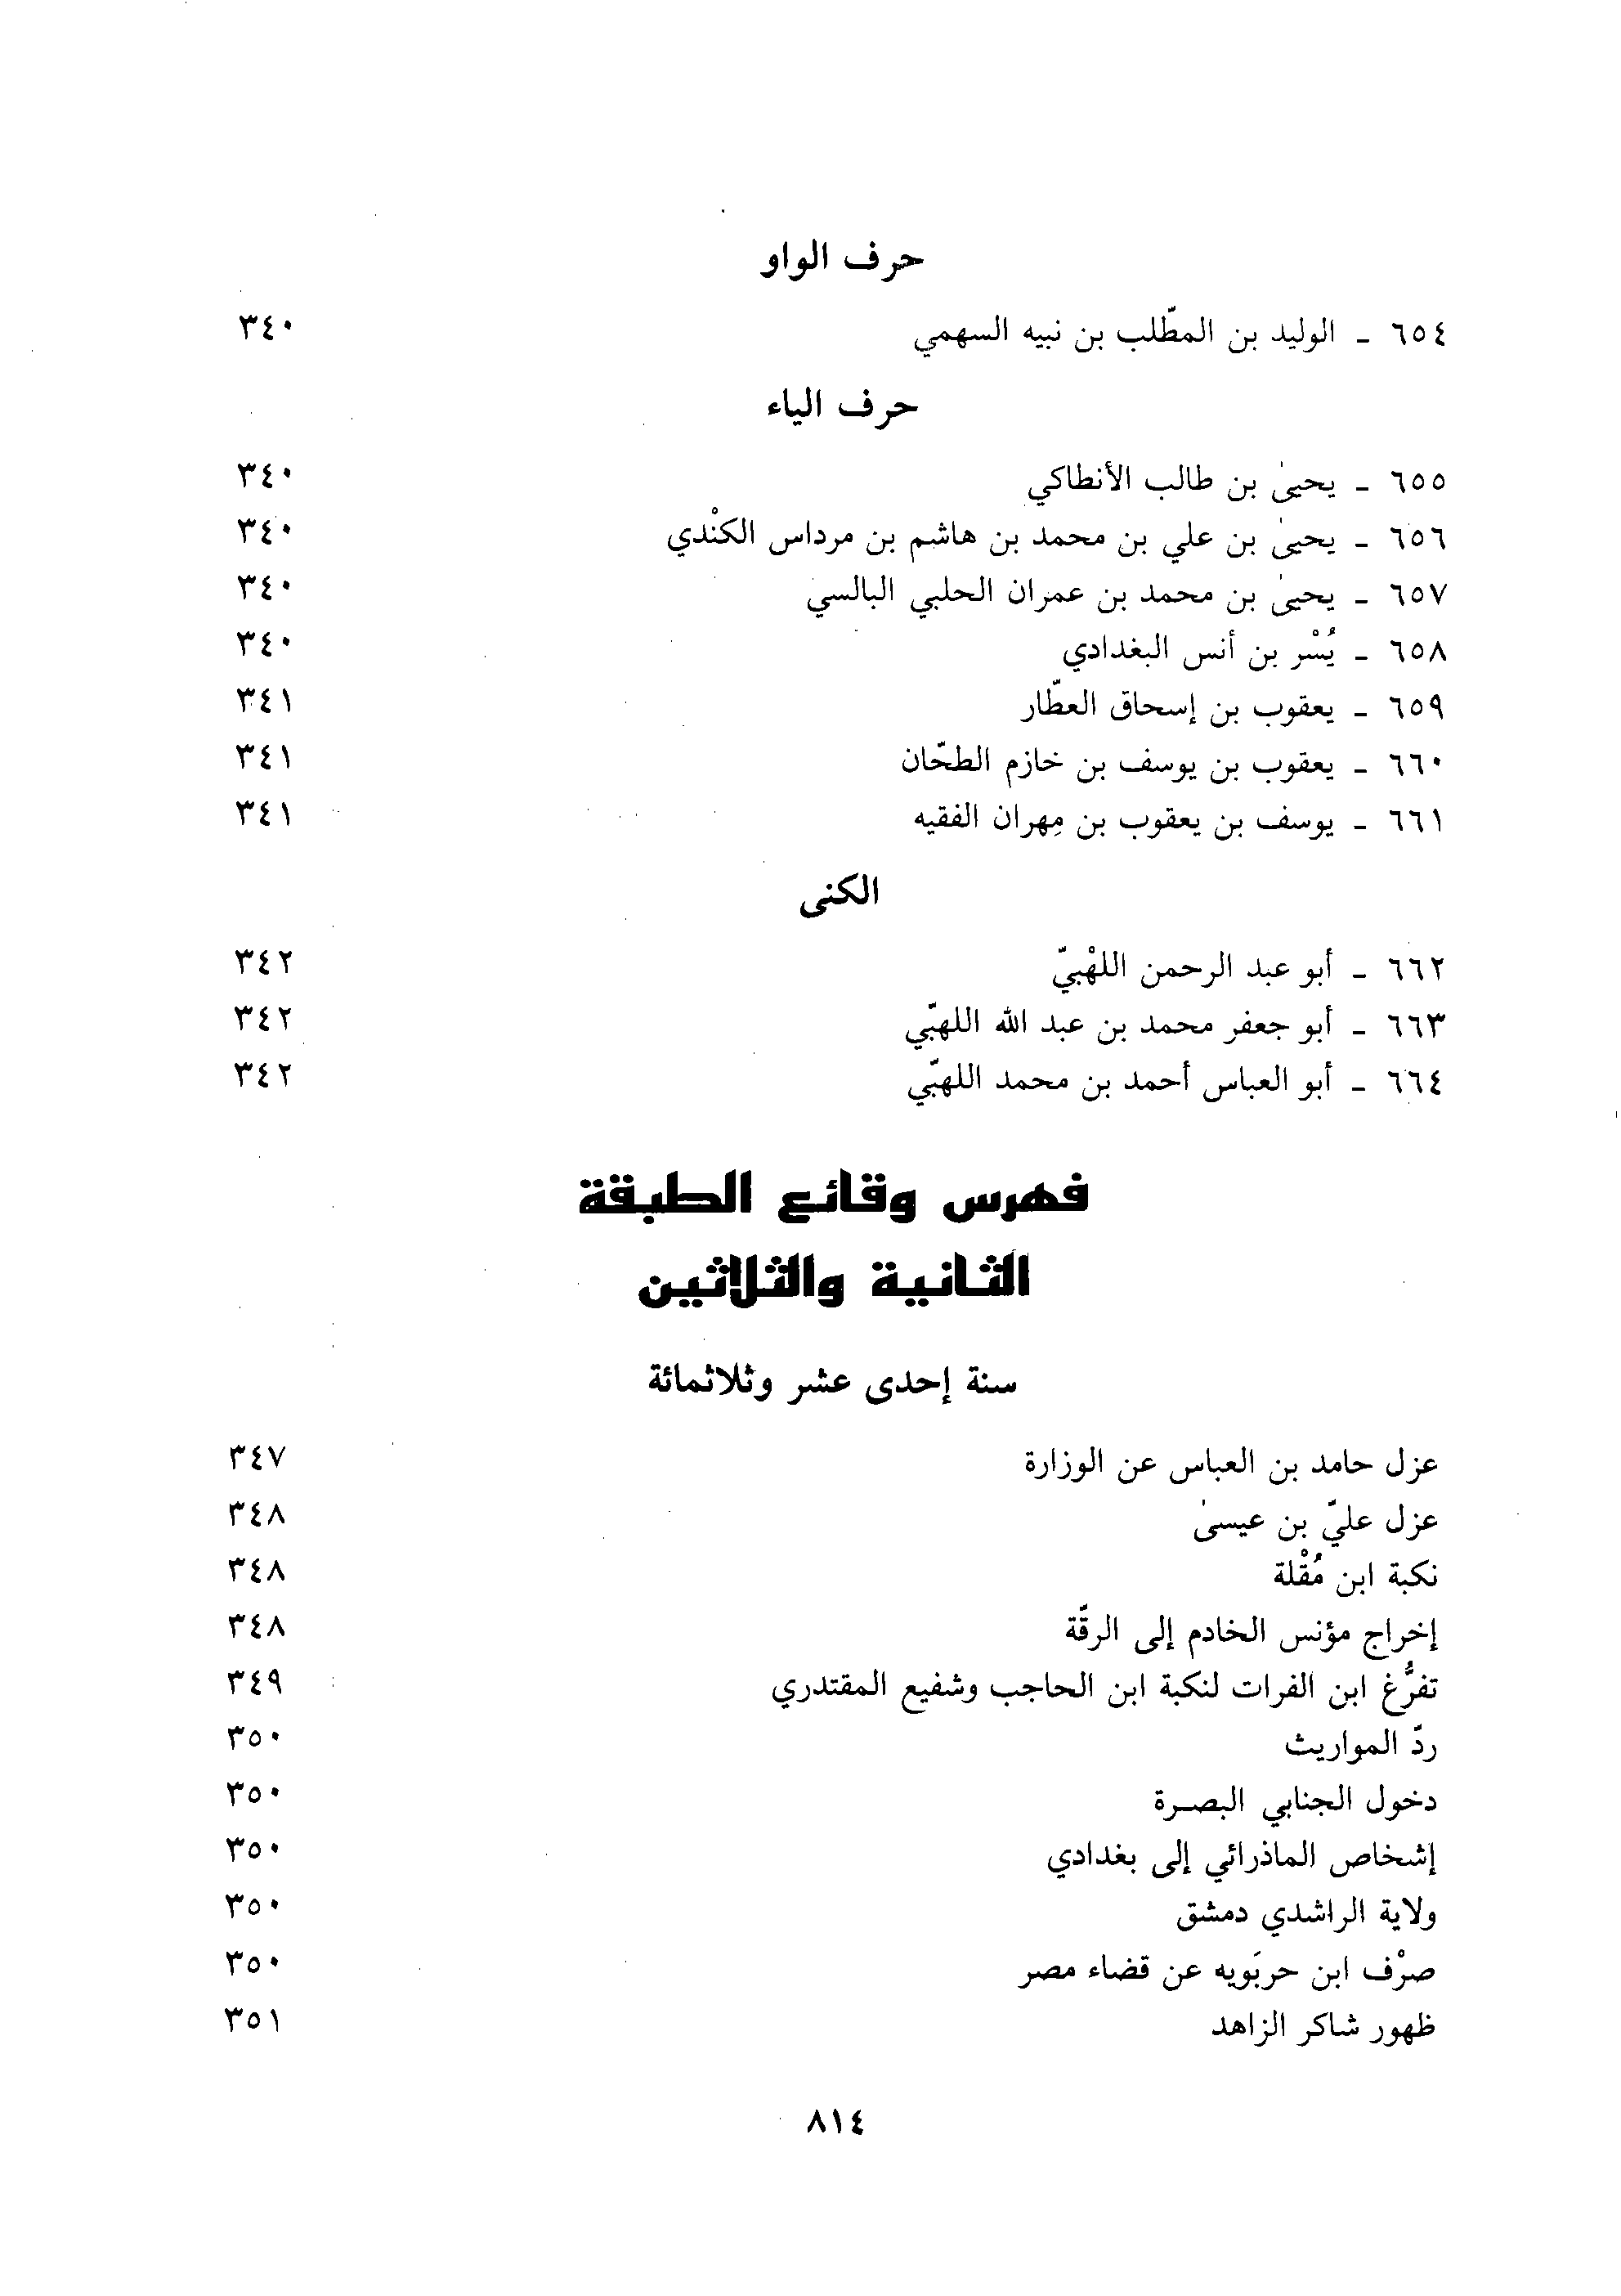 حرف الواو
٦٥٤ - الوليد بن المطّلب بن نبيه السهمي ٣٤٠
حرف الياء
٦٥٥ - يحيىٰ بن طالب الأنطاكي ٣٤٠
٦٥٦ - يحيىٰ بن علي بن محمد بن هاشم بن مرداس الكنْدي ٣٤٠
٦٥٧ - يحيىٰ بن محمد بن عمران الحلبي البالسي ٣٤٠
٦٥٨ - يُسْر بن أنس البغدادي ٣٤٠
٦٥٩ - يعقوب بن إسحاق العطّار ٣٤١
٦٦٠ - يعقوب بن يوسف بن خازم الطحّان ٣٤١
٦٦١ - يوسف بن يعقوب بن مِهران الفقيه ٣٤١
الكنى
٦٦٢ - أبو عبد الرحمن اللهْبيّ ٣٤٢
٦٦٣ - أبو جعفر محمد بن عبد الله اللهبّي ٣٤٢
٦٦٤ - أبو العباس أحمد بن محمد اللهبّي ٣٤٢
فهرس وقائع الطبقة
الثانية والثلاثين
سنة إحدى عشر وثلاثمائة
عزل حامد بن العباس عن الوزارة ٣٤٧
عزل عليّ بن عيسىٰ ٣٤٨
نكبة ابن مُقْلة ٣٤٨
إخراج مؤنس الخادم إلى الرقّة ٣٤٨
تفرُّغ ابن الفرات لنكبة ابن الحاجب وشفيع المقتدري ٣٤٩
ردّ المواريث ٣٥٠
دخول الجنابي البصرة ٣٥٠
إشخاص الماذرائي إلى بغدادي ٣٥٠
ولاية الراشدي دمشق ٣٥٠
صرْف ابن حربَويه عن قضاء مصر ٣٥٠
ظهور شاكر الزاهد ٣٥١
٨١٤